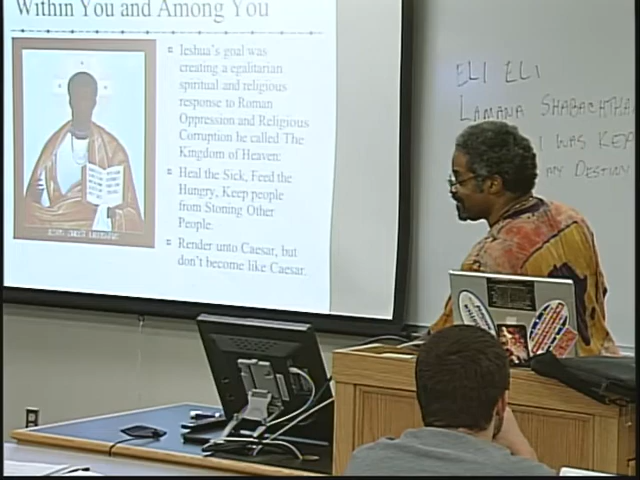 Within You and Among You
Ieshua's goal was
creating a egalitarian
spiritual and religious
response to Roman
Oppression and Religious
Corruption he called The
Kingdom of Heaven:
Heal the Sick, Feed the
Hungry, Keep people
from Stoning Other
People.
Render unto Caesar, but
don't become like Caesar.
ELI ELI
LAMANA SHABACHTHA
I WAS KEP
MY DESTINY